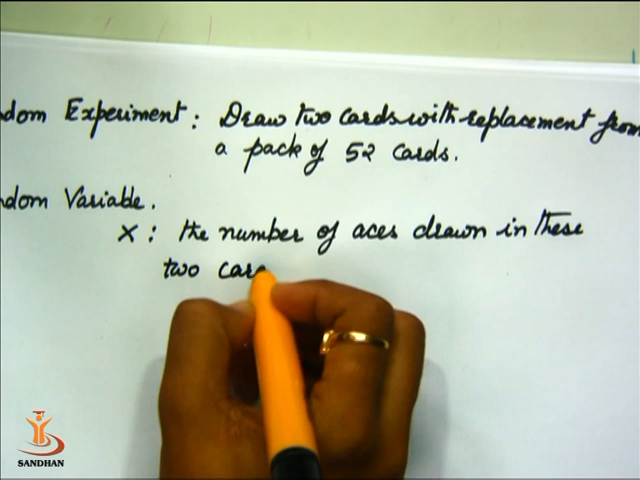 ndom Experiment: Draw two cards with replacement from
a pack of 52 cards.
ndom Variable.
X: the number of aces drawn in these
two car
SANDHAN